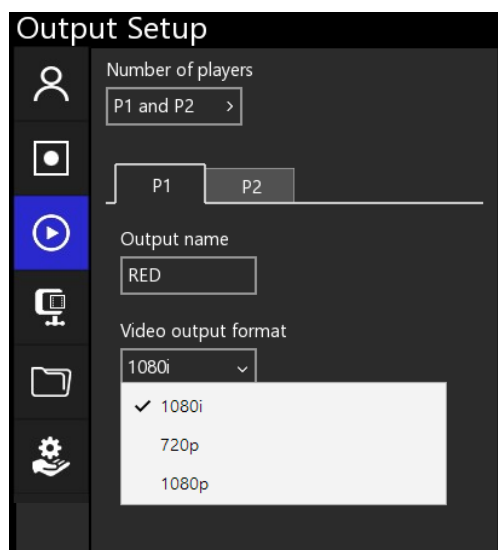 Output Setup
Number of players
P1 and P2
P1
P2
Output name
RED
Video output format
1080i
1080i
720p
1080p